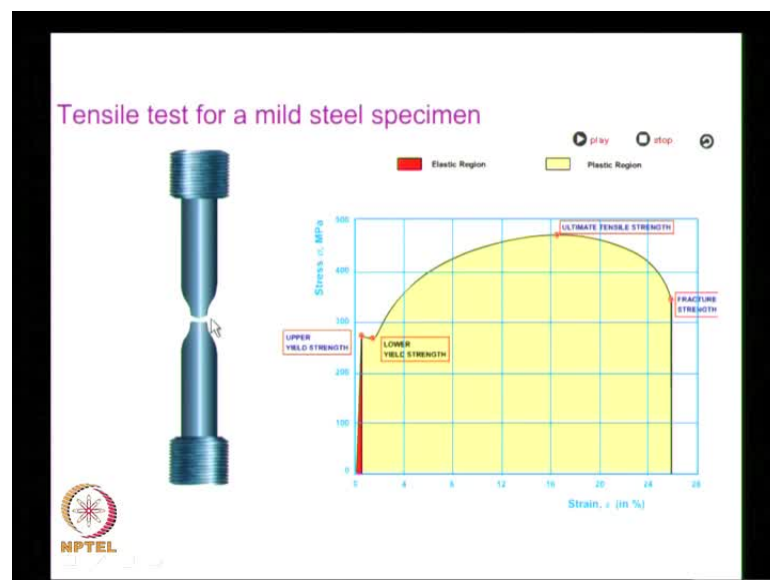 Tensile test for a mild steel specimen
play stop
Elastic Region Plastic Region
Stress σ, MPa
500
400
300
200
100
0
ULTIMATE TENSILE STRENGTH
FRACTURE
STRENGTH
UPPER
YIELD STRENGTH
LOWER
YIELD STRENGTH
0 4 8 12 16 20 24 28
Strain, ε (in %)
NPTEL